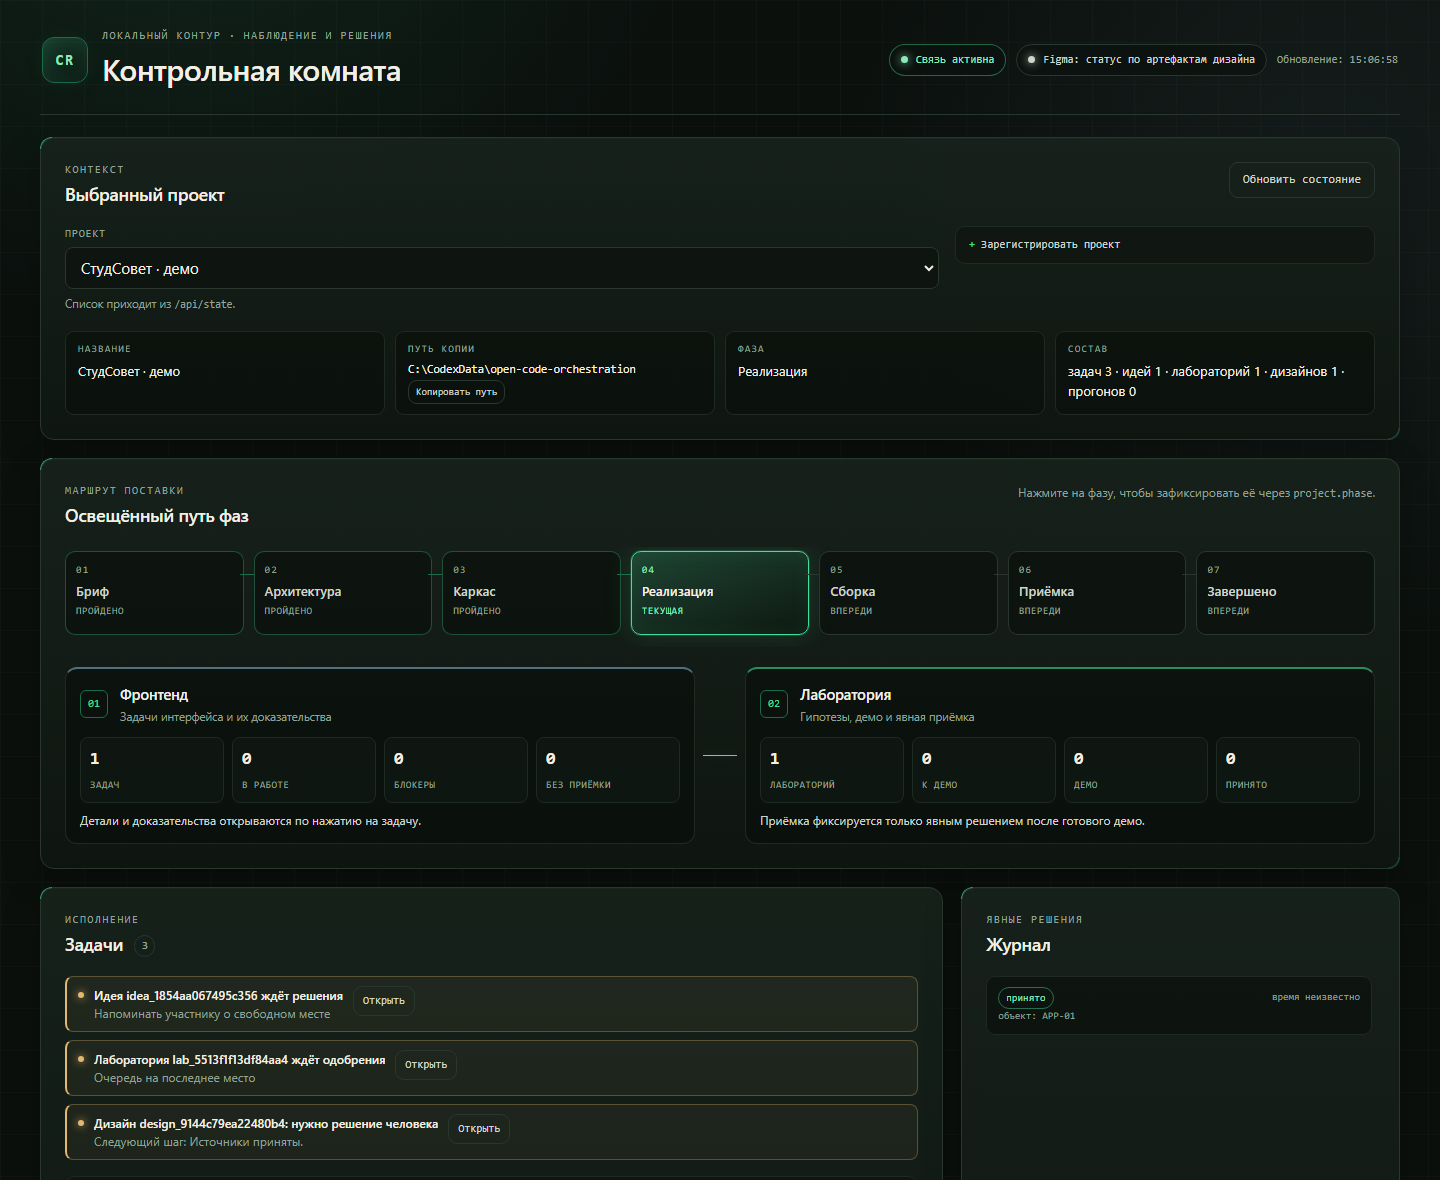 CR
ЛОКАЛЬНЫЙ КОНТУР · НАБЛЮДЕНИЕ И РЕШЕНИЯ
Контрольная комната
Связь активна
Figma: статус по артефактам дизайна
Обновление: 15:06:58
КОНТЕКСТ
Выбранный проект
Обновить состояние
ПРОЕКТ
СтудСовет · демо
Список приходит из /api/state.
+ Зарегистрировать проект
НАЗВАНИЕ
СтудСовет · демо
ПУТЬ КОПИИ
C:\CodexData\open-code-orchestration
Копировать путь
ФАЗА
Реализация
СОСТАВ
задач 3 · идей 1 · лабораторий 1 · дизайнов 1 ·
прогонов 0
МАРШРУТ ПОСТАВКИ
Освещённый путь фаз
Нажмите на фазу, чтобы зафиксировать её через project.phase.
01
Бриф
ПРОЙДЕНО
02
Архитектура
ПРОЙДЕНО
03
Каркас
ПРОЙДЕНО
04
Реализация
ТЕКУЩАЯ
05
Сборка
ВПЕРЕДИ
06
Приёмка
ВПЕРЕДИ
07
Завершено
ВПЕРЕДИ
01
Фронтенд
Задачи интерфейса и их доказательства
1
ЗАДАЧ
0
В РАБОТЕ
0
БЛОКЕРЫ
0
БЕЗ ПРИЁМКИ
Детали и доказательства открываются по нажатию на задачу.
02
Лаборатория
Гипотезы, демо и явная приёмка
1
ЛАБОРАТОРИЙ
0
К ДЕМО
0
ДЕМО
0
ПРИНЯТО
Приёмка фиксируется только явным решением после готового демо.
ИСПОЛНЕНИЕ
Задачи 3
Идея idea_1854aa067495c356 ждёт решения
Напоминать участнику о свободном месте
Открыть
Лаборатория lab_5513f1f13df84aa4 ждёт одобрения
Очередь на последнее место
Открыть
Дизайн design_9144c79ea22480b4: нужно решение человека
Следующий шаг: Источники приняты.
Открыть
ЯВНЫЕ РЕШЕНИЯ
Журнал
принято
время неизвестно
объект: APP-01